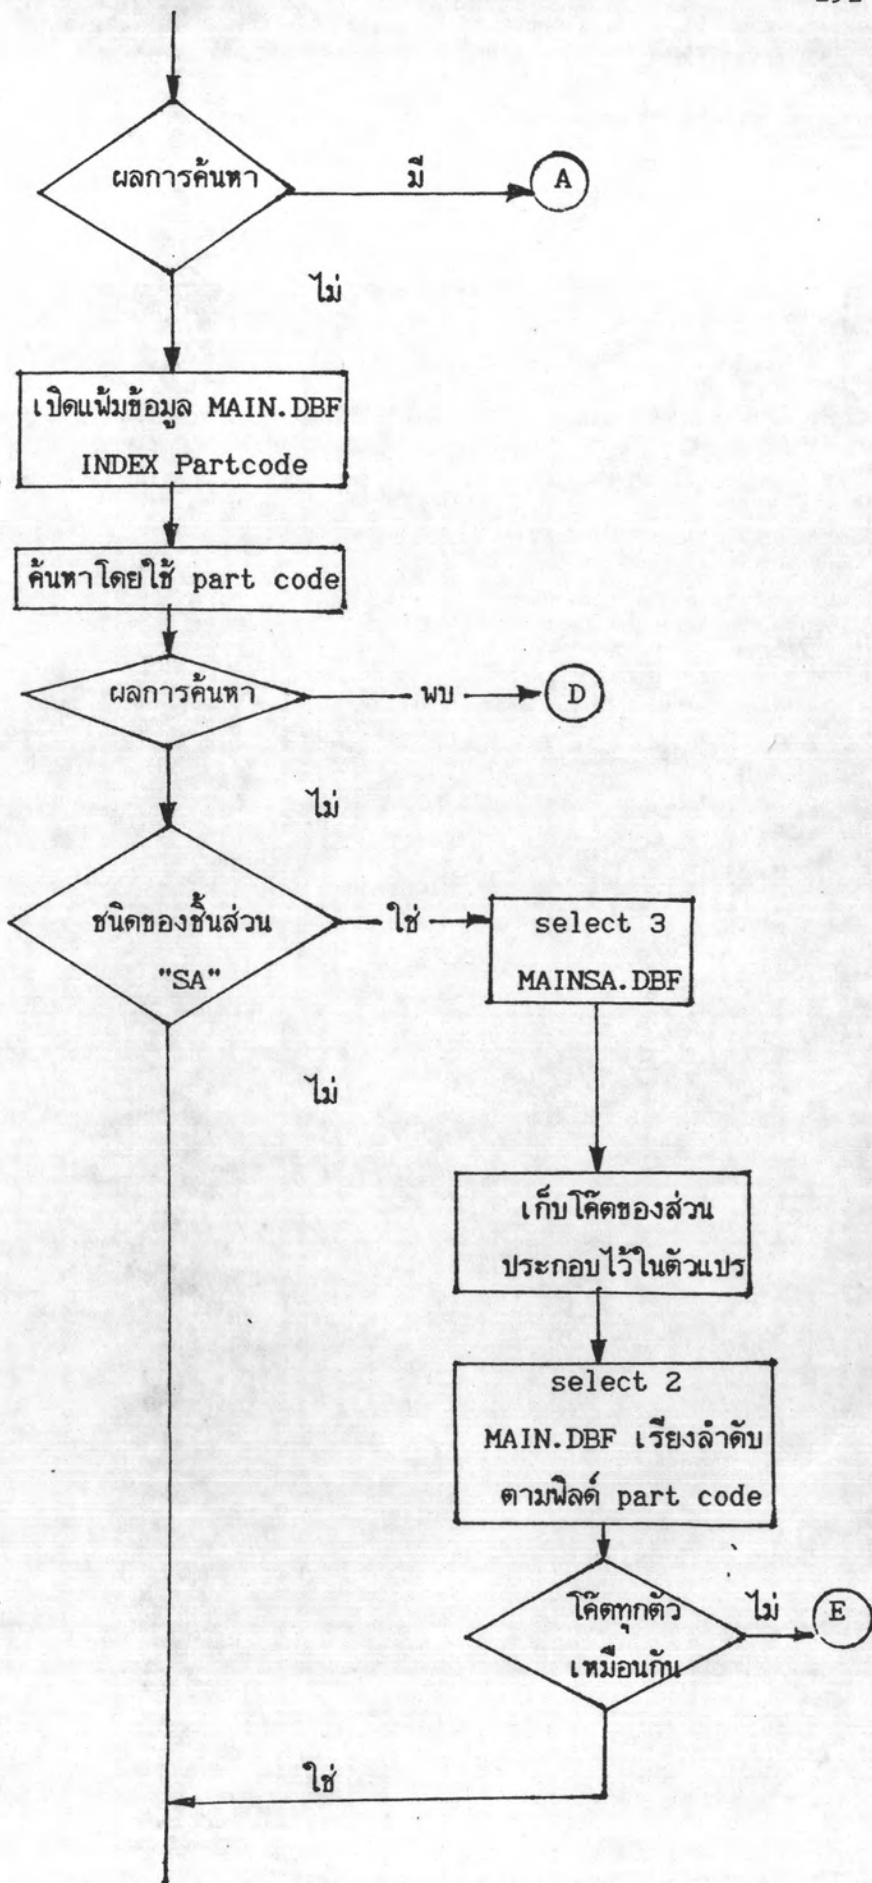 ผลการค้นหา
มี
A
ไม่
เปิดแฟ้มข้อมูล MAIN.DBF
INDEX Partcode
ค้นหาโดยใช้ part code
ผลการค้นหา
พบ
D
ไม่
ชนิดของชิ้นส่วน
"SA"
ใช่
select 3
MAINSA.DBF
ไม่
เก็บโค๊ตของส่วน
ประกอบไว้ในตัวแปร
select 2
MAIN.DBF เรียงลำดับ
ตามฟิลด์ part code
โค๊ตทุกตัว
เหมือนกัน
ไม่
E
ใช่